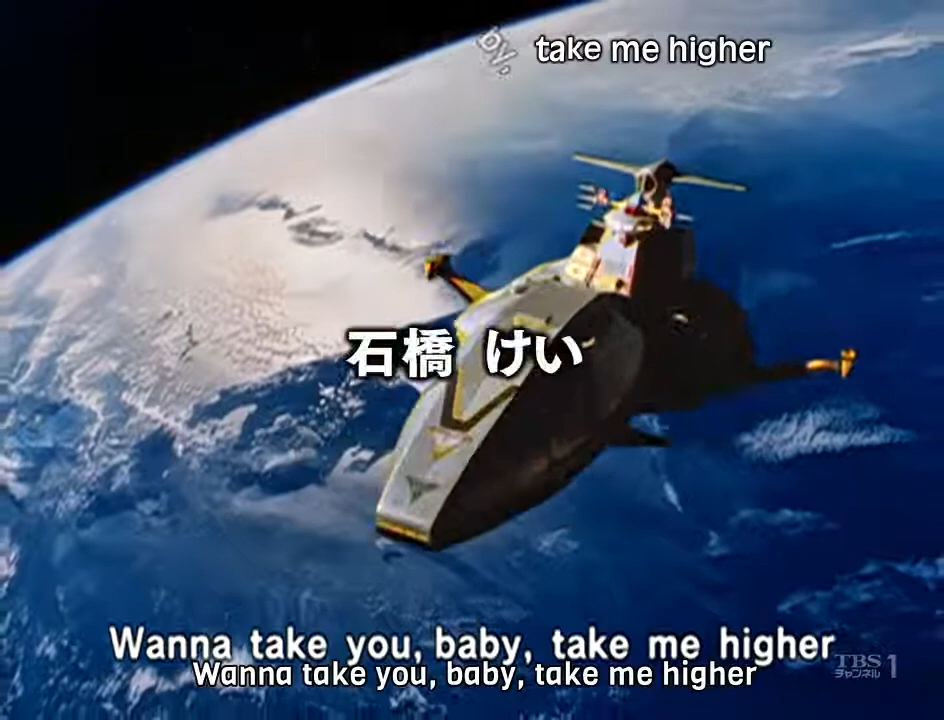 by,
take me higher
石橋 けい
Wanna take you, baby, take me higher
Wanna take you, baby, take me higher
TBS 1
チャンネル